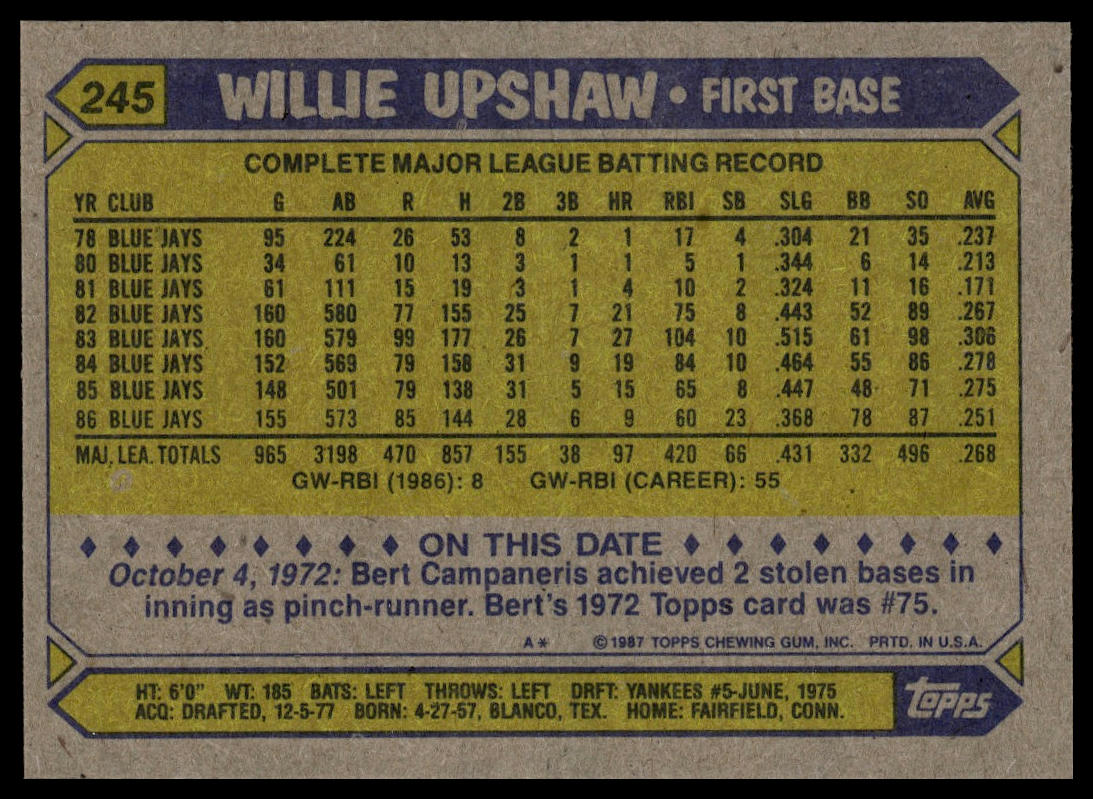 245 WILLIE UPSHAW • FIRST BASE
COMPLETE MAJOR LEAGUE BATTING RECORD
YR CLUB G AB R H 2B 3B HR RBI SB SLG BB SO AVG
78 BLUE JAYS 95 224 26 53 8 2 1 17 4 .304 21 35 .237
80 BLUE JAYS 34 61 10 13 3 1 1 5 1 .344 6 14 .213
81 BLUE JAYS 61 111 15 19 3 1 4 10 2 .324 11 16 .171
82 BLUE JAYS 160 580 77 155 25 7 21 75 8 .443 52 89 .267
83 BLUE JAYS 160 579 99 177 26 7 27 104 10 .515 61 98 .306
84 BLUE JAYS 152 569 79 158 31 9 19 84 10 .464 55 86 .278
85 BLUE JAYS 148 501 79 138 31 5 15 65 8 .447 48 71 .275
86 BLUE JAYS 155 573 85 144 28 6 9 60 23 .368 78 87 .251
MAJ. LEA. TOTALS 965 3198 470 857 155 38 97 420 66 .431 332 496 .268
GW-RBI (1986): 8 GW-RBI (CAREER): 55
ON THIS DATE
October 4, 1972: Bert Campaneris achieved 2 stolen bases in
inning as pinch-runner. Bert's 1972 Topps card was #75.
A* ©1987 TOPPS CHEWING GUM, INC. PRTD. IN U.S.A.
HT: 6'0" WT: 185 BATS: LEFT THROWS: LEFT DRFT: YANKEES #5-JUNE, 1975
ACQ: DRAFTED, 12-5-77 BORN: 4-27-57, BLANCO, TEX. HOME: FAIRFIELD, CONN.
topps